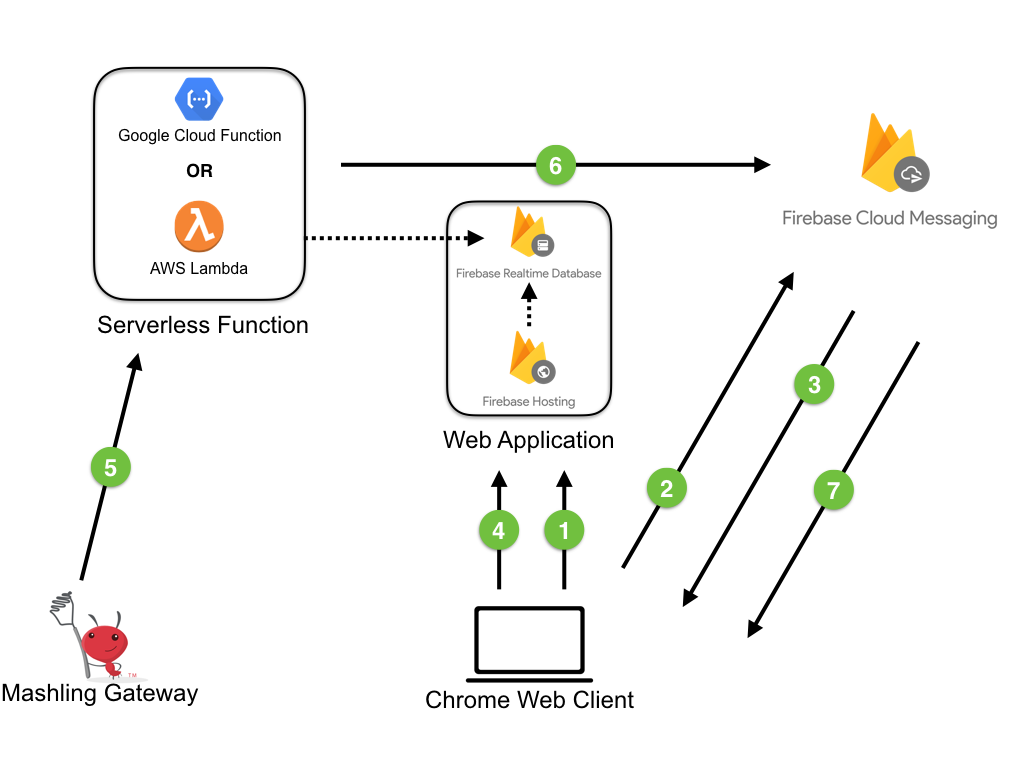 Google Cloud Function
OR
AWS Lambda
Serverless Function
6
Firebase Cloud Messaging
Firebase Realtime Database
Firebase Hosting
Web Application
3
5
2
7
4
1
TM
Mashling Gateway
Chrome Web Client